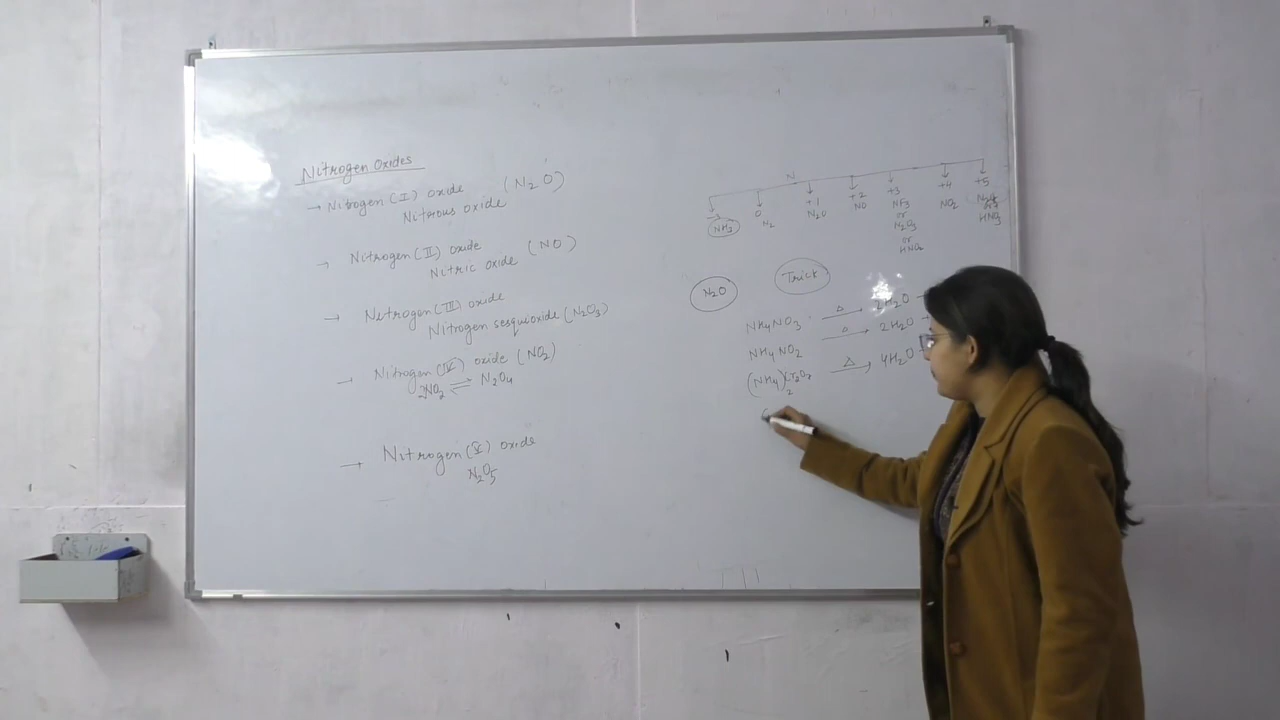 Nitrogen Oxides
→ Nitrogen (I) oxide (N2O)
Nitrous oxide
→ Nitrogen (II) oxide (NO)
Nitric oxide
→ Nitrogen (III) oxide
Nitrogen sesquioxide (N2O3)
→ Nitrogen (IV) oxide (NO2)
2NO2 ⇌ N2O4
→ Nitrogen (V) oxide
N2O5
N
-3 0 +1 +2 +3 +4 +5
NH3 N2 N2O NO NF3 NO2
or
N2O3 HNO3
or
HNO2
N2O Trick
NH4NO3 Δ→ 2H2O
NH4NO2 Δ→ 2H2O
(NH4)2Cr2O7 Δ→ 4H2O